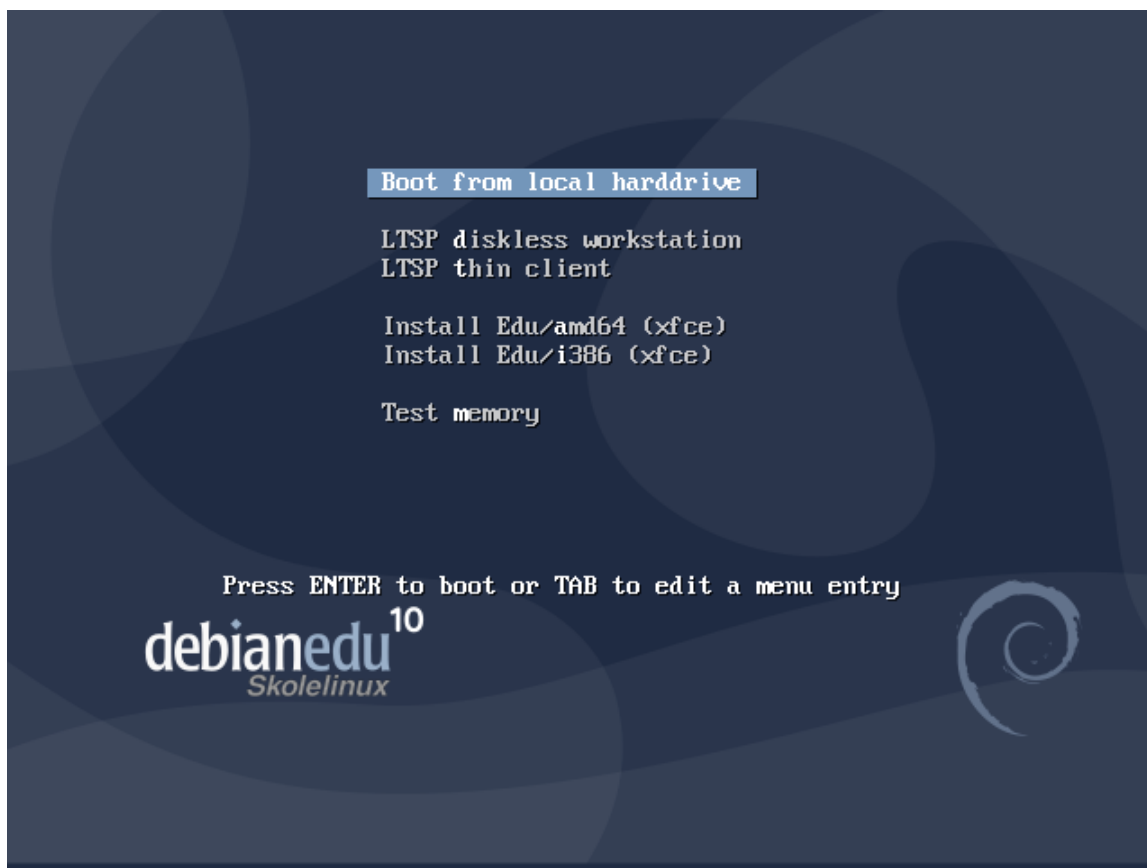 Boot from local harddrive
LTSP diskless workstation
LTSP thin client
Install Edu/amd64 (xfce)
Install Edu/i386 (xfce)
Test memory
Press ENTER to boot or TAB to edit a menu entry
debianedu 10
Skolelinux